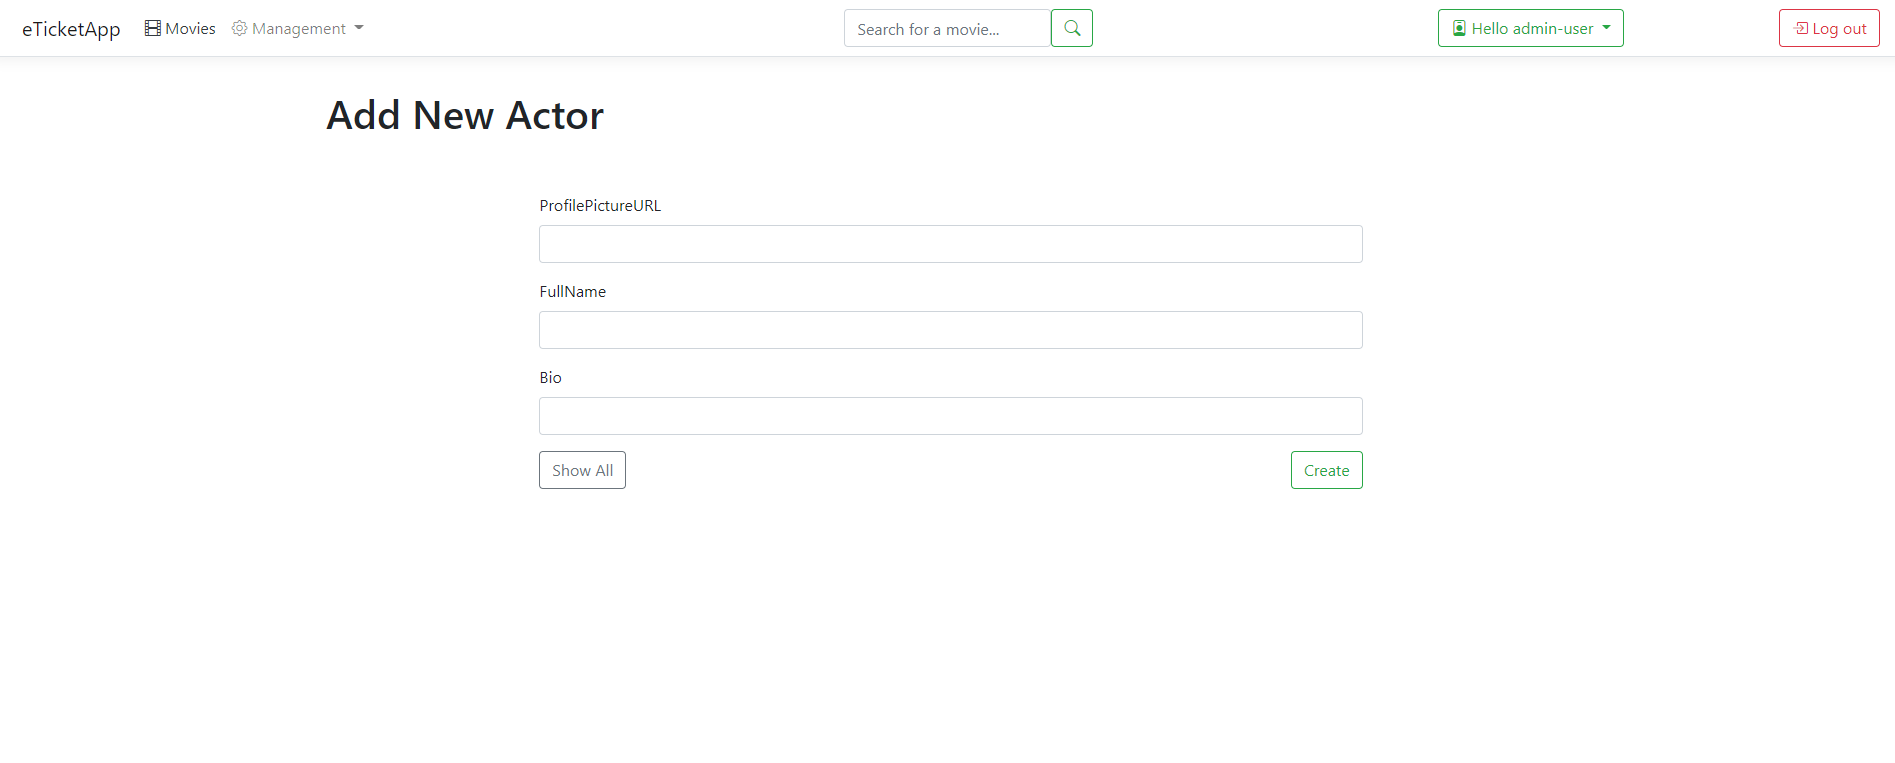 eTicketApp Movies Management Search for a movie... Hello admin-user Log out
Add New Actor
ProfilePictureURL
FullName
Bio
Show All Create